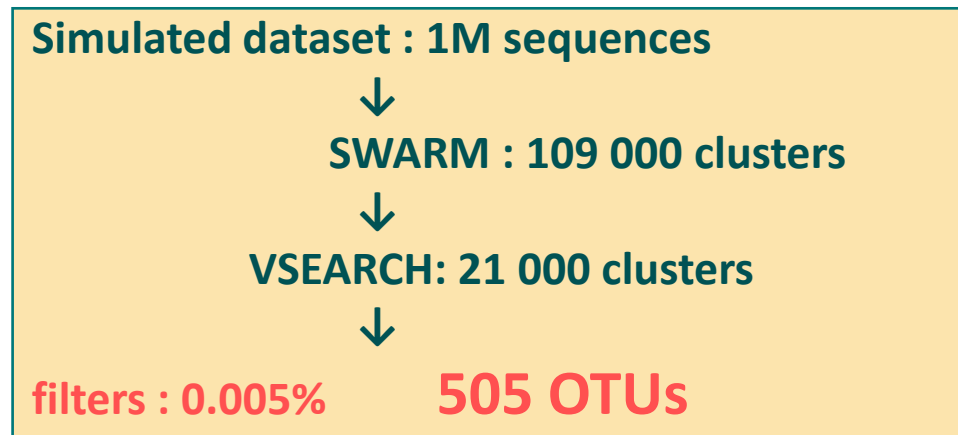 Simulated dataset : 1M sequences
↓
SWARM : 109 000 clusters
↓
VSEARCH: 21 000 clusters
↓
filters : 0.005% 505 OTUs